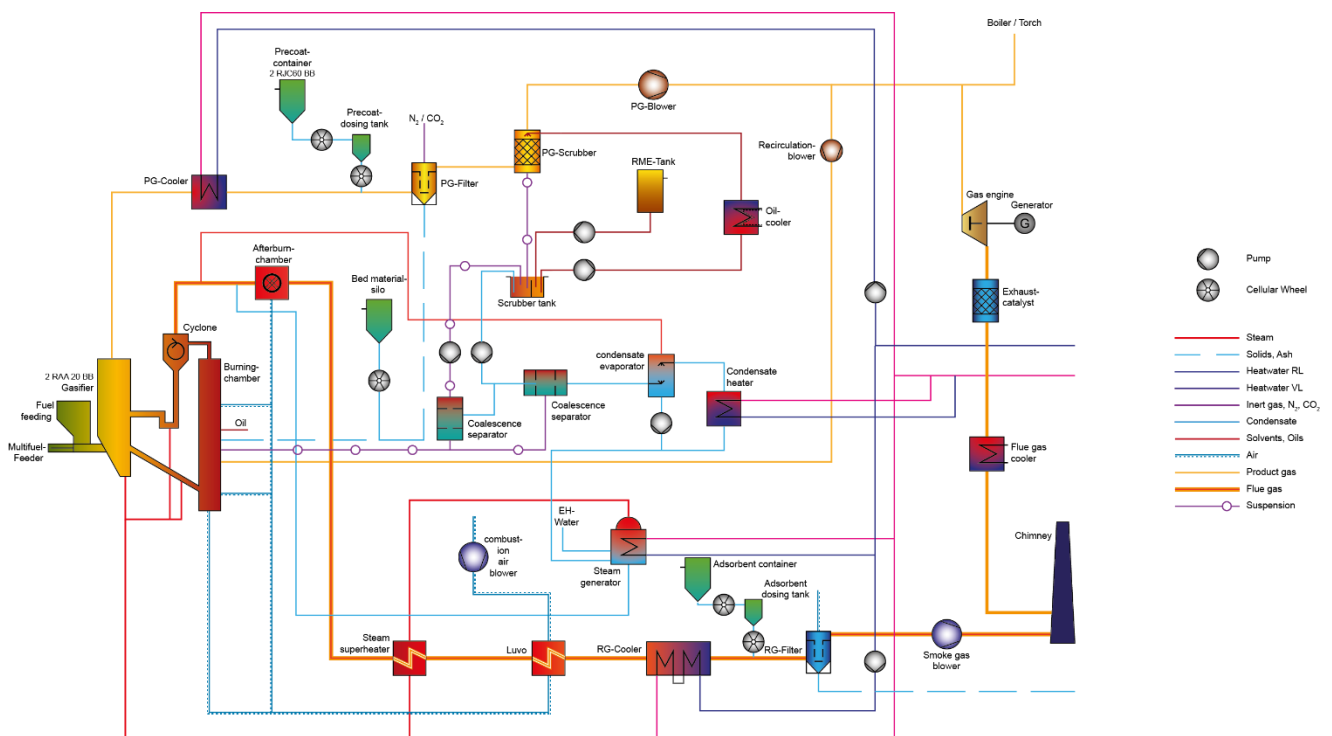 Boiler / Torch
Precoat-
container
2 RJC60 BB
Precoat-
dosing tank
N₂ / CO₂
PG-Blower
PG-Scrubber
Recirculation-
blower
RME-Tank
PG-Cooler
PG-Filter
Gas engine
Generator
G
Oil-
cooler
Afterburn-
chamber
Bed material-
silo
Scrubber tank
Exhaust-
catalyst
Pump
Cellular Wheel
Cyclone
2 RAA 20 BB
Gasifier
Burning-
chamber
condensate
evaporator
Condensate
heater
Fuel
feeding
Oil
Coalescence
separator
Coalescence
separator
Multifuel-
Feeder
Flue gas
cooler
Steam
Solids, Ash
Heatwater RL
Heatwater VL
Inert gas, N₂, CO₂
Condensate
Solvents, Oils
Air
Product gas
Flue gas
Suspension
EH-
Water
combust-
ion
air
blower
Steam
generator
Adsorbent container
Adsorbent
dosing tank
Chimney
Steam
superheater
Luvo
RG-Cooler
RG-Filter
Smoke gas
blower